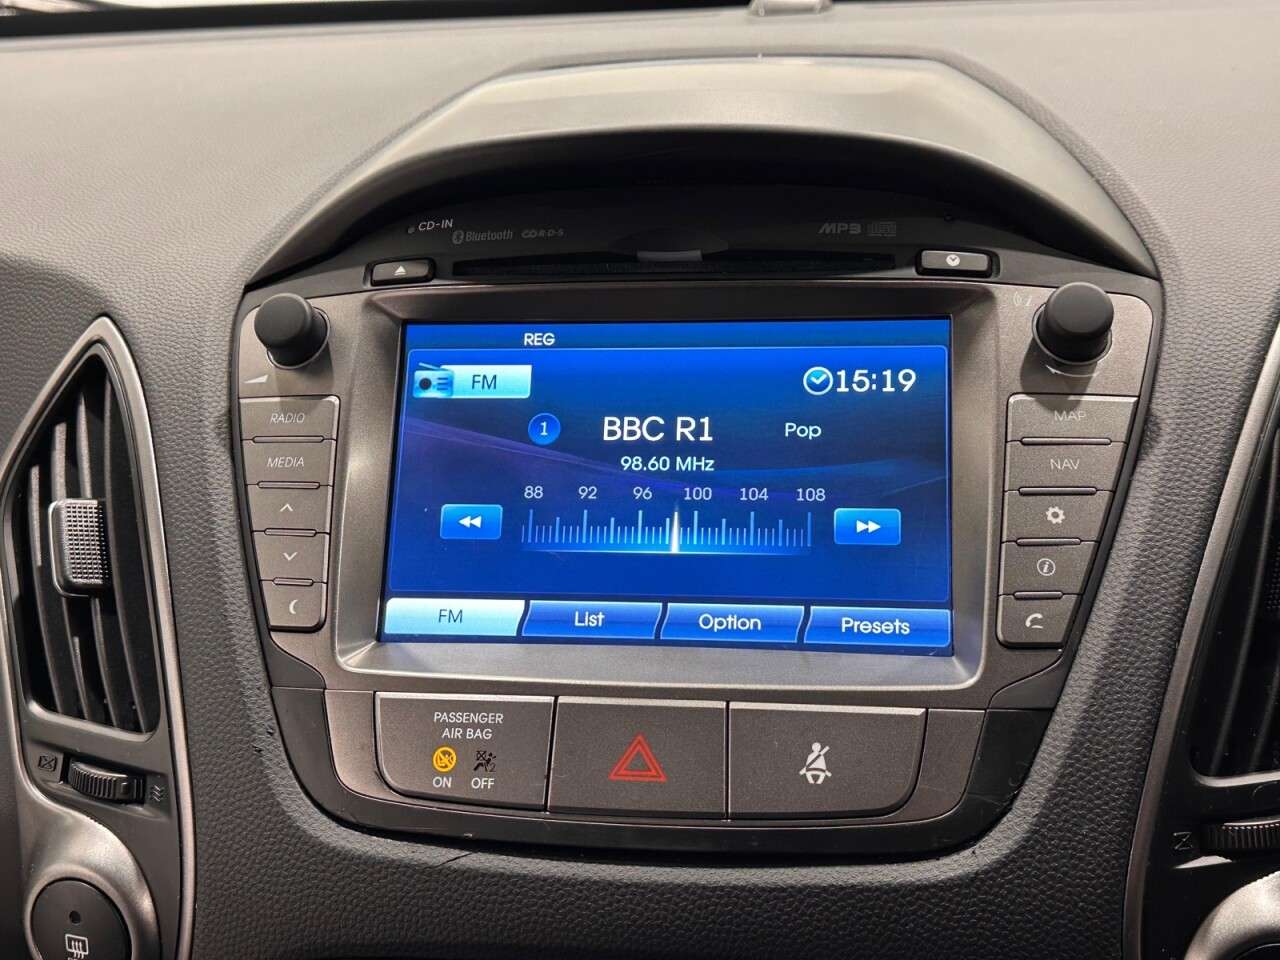 CD-IN
Bluetooth R·D·S
MP3
REG
FM
15:19
1 BBC R1 Pop
98.60 MHz
88 92 96 100 104 108
FM List Option Presets
RADIO
MEDIA
MAP
NAV
PASSENGER
AIR BAG
ON OFF